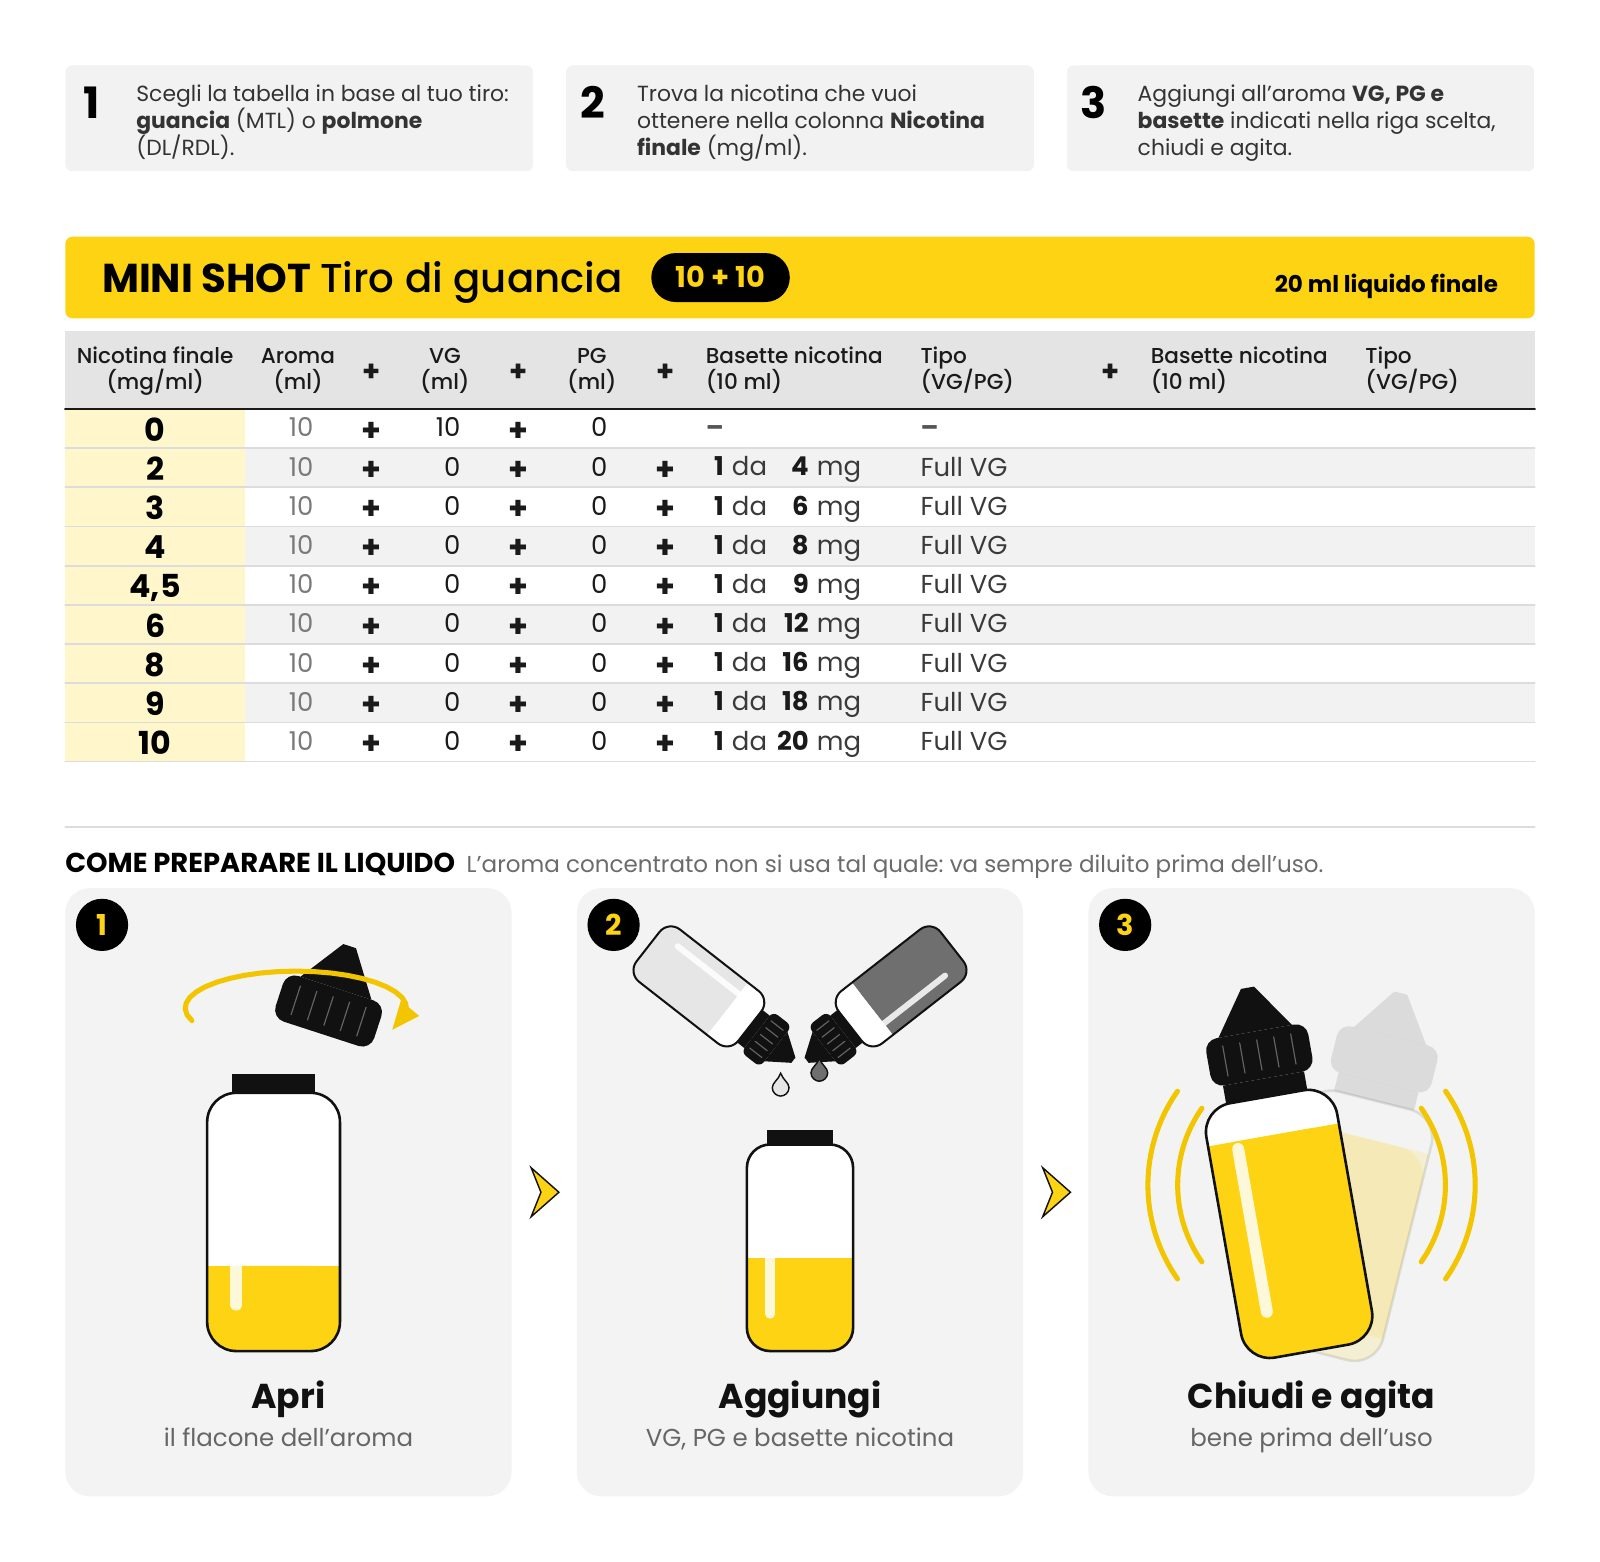 1
Scegli la tabella in base al tuo tiro:
guancia (MTL) o polmone
(DL/RDL).
2
Trova la nicotina che vuoi
ottenere nella colonna Nicotina
finale (mg/ml).
3
Aggiungi all’aroma VG, PG e
basette indicati nella riga scelta,
chiudi e agita.
MINI SHOT Tiro di guancia 10 + 10 20 ml liquido finale
Nicotina finale (mg/ml) Aroma (ml) + VG (ml) + PG (ml) + Basette nicotina (10 ml) Tipo (VG/PG) + Basette nicotina (10 ml) Tipo (VG/PG)
0 10 + 10 + 0 – –
2 10 + 0 + 0 + 1 da 4 mg Full VG
3 10 + 0 + 0 + 1 da 6 mg Full VG
4 10 + 0 + 0 + 1 da 8 mg Full VG
4,5 10 + 0 + 0 + 1 da 9 mg Full VG
6 10 + 0 + 0 + 1 da 12 mg Full VG
8 10 + 0 + 0 + 1 da 16 mg Full VG
9 10 + 0 + 0 + 1 da 18 mg Full VG
10 10 + 0 + 0 + 1 da 20 mg Full VG
COME PREPARARE IL LIQUIDO L’aroma concentrato non si usa tal quale: va sempre diluito prima dell’uso.
1
Apri
il flacone dell’aroma
2
Aggiungi
VG, PG e basette nicotina
3
Chiudi e agita
bene prima dell’uso